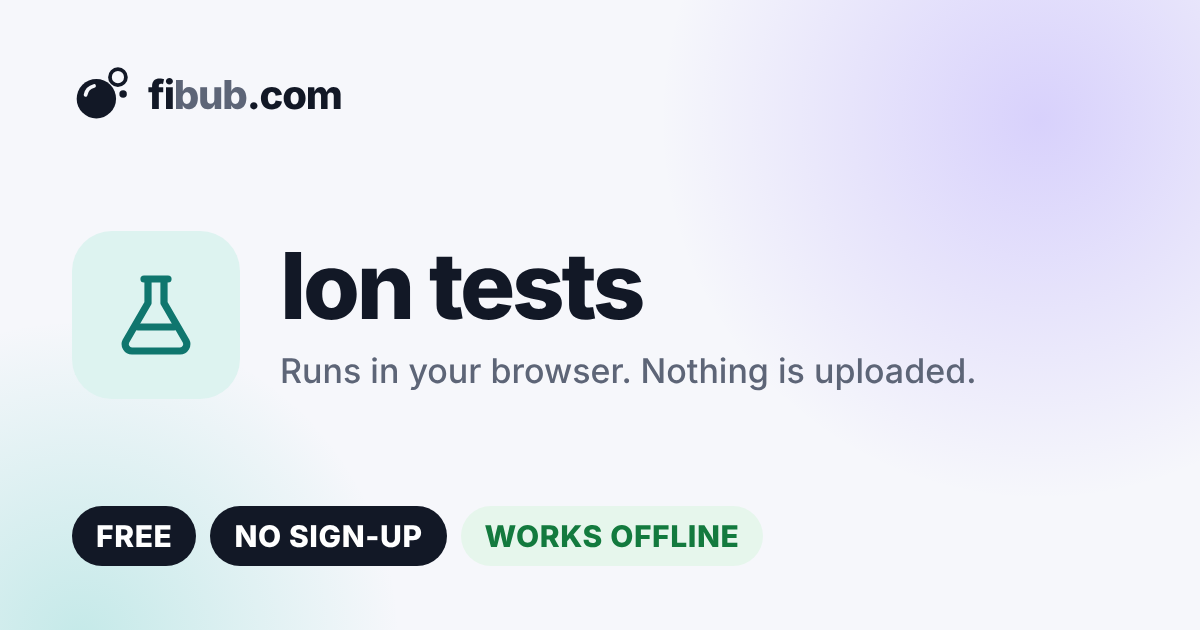 fibub.com
Ion tests
Runs in your browser. Nothing is uploaded.
FREE
NO SIGN-UP
WORKS OFFLINE